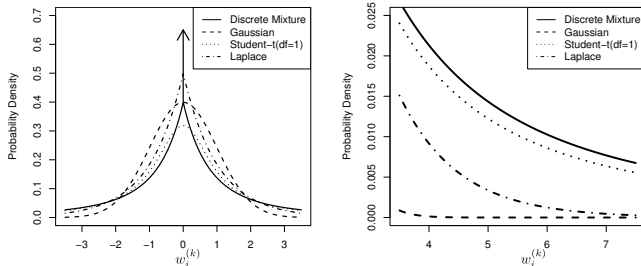 Discrete Mixture
Gaussian
Student−t(df=1)
Laplace
Probability Density
0.0 0.1 0.2 0.3 0.4 0.5 0.6 0.7
−3 −2 −1 0 1 2 3
w_i^{(k)}
Discrete Mixture
Gaussian
Student−t(df=1)
Laplace
Probability Density
0.000 0.005 0.010 0.015 0.020 0.025
4 5 6 7
w_i^{(k)}